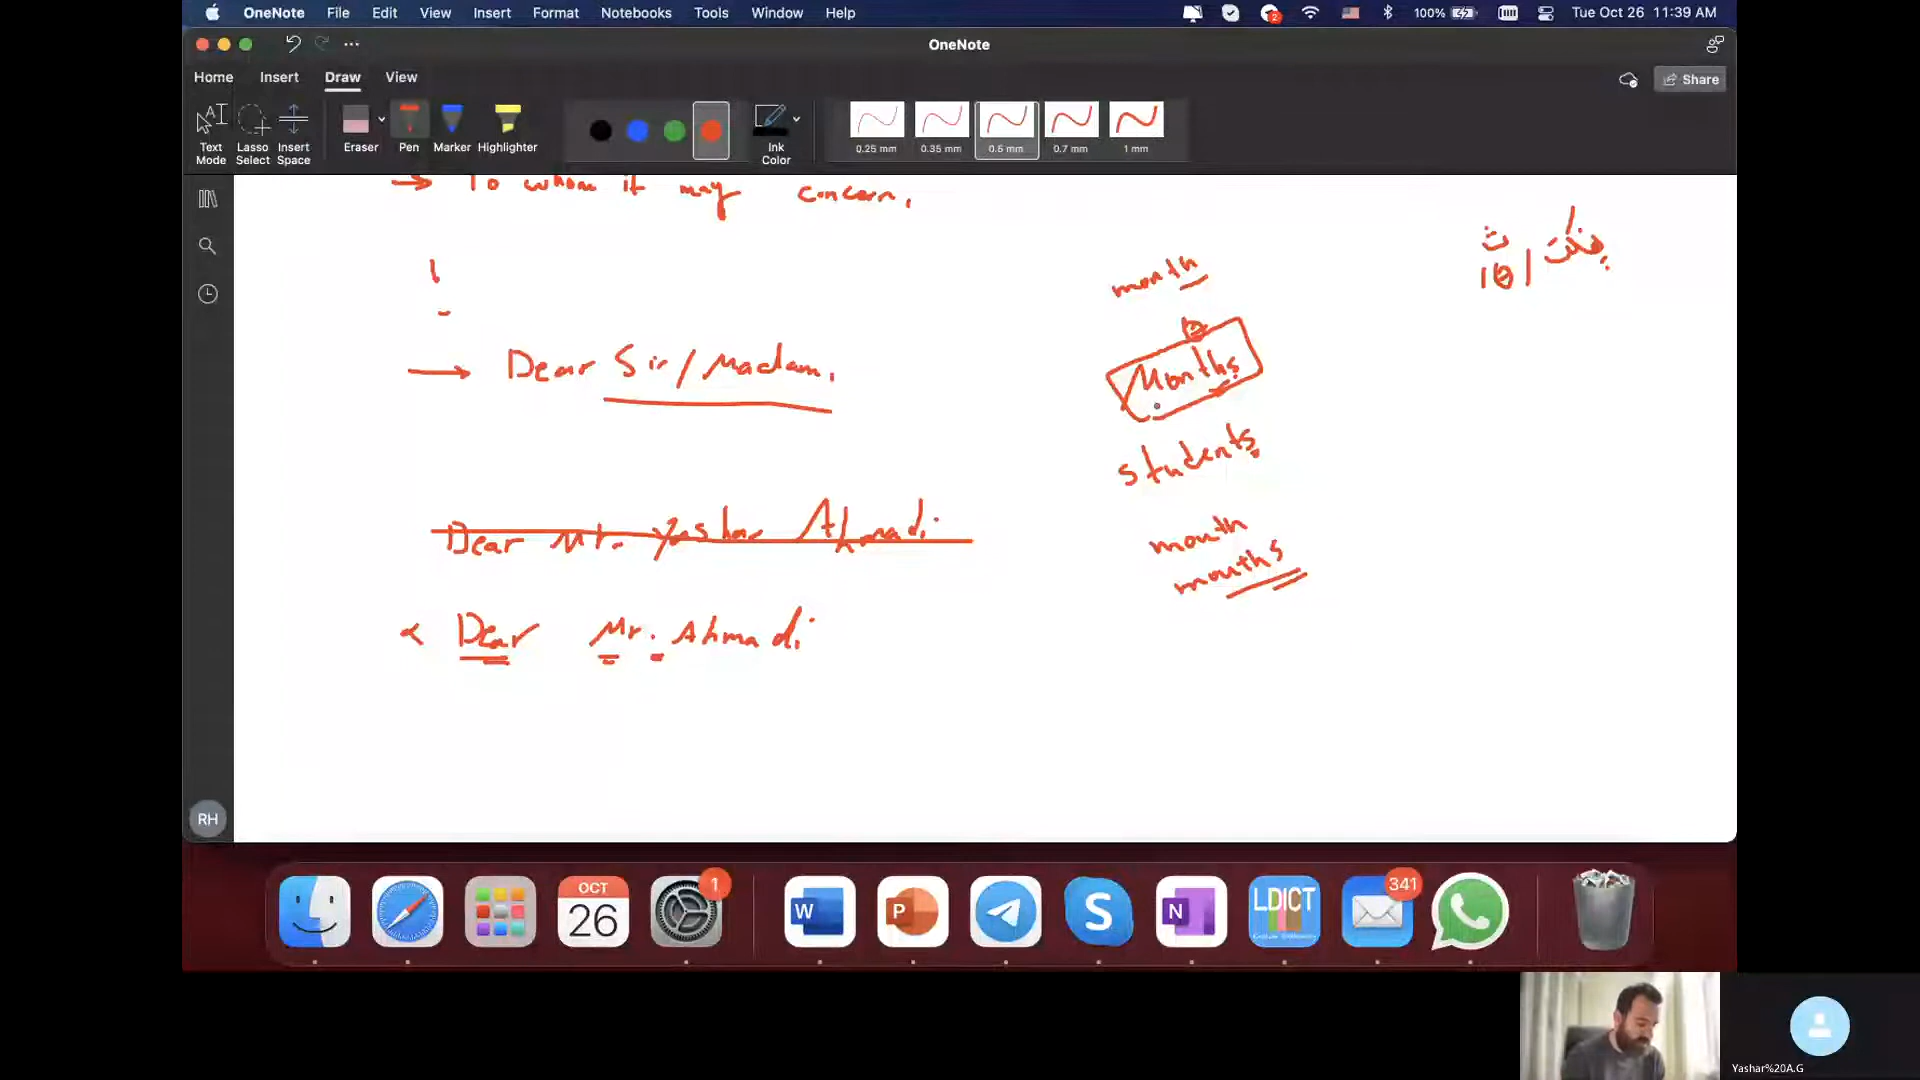 OneNote File Edit View Insert Format Notebooks Tools Window Help 2 100% Tue Oct 26 11:39 AM
OneNote
Home Insert Draw View
Share
Text Mode
Lasso Select
Insert Space
Eraser
Pen
Marker
Highlighter
Ink Color
0.25 mm
0.35 mm
0.5 mm
0.7 mm
1 mm
→ To whom it may concern,
month
ث
/θ/
→ Dear Sir/Madam,
Months
students
Dear Mr. Yashar Ahmadi
month
months
Dear Mr. Ahmadi
RH
OCT
26
1
W
P
S
N
LDICT
341
Yashar%20A.G